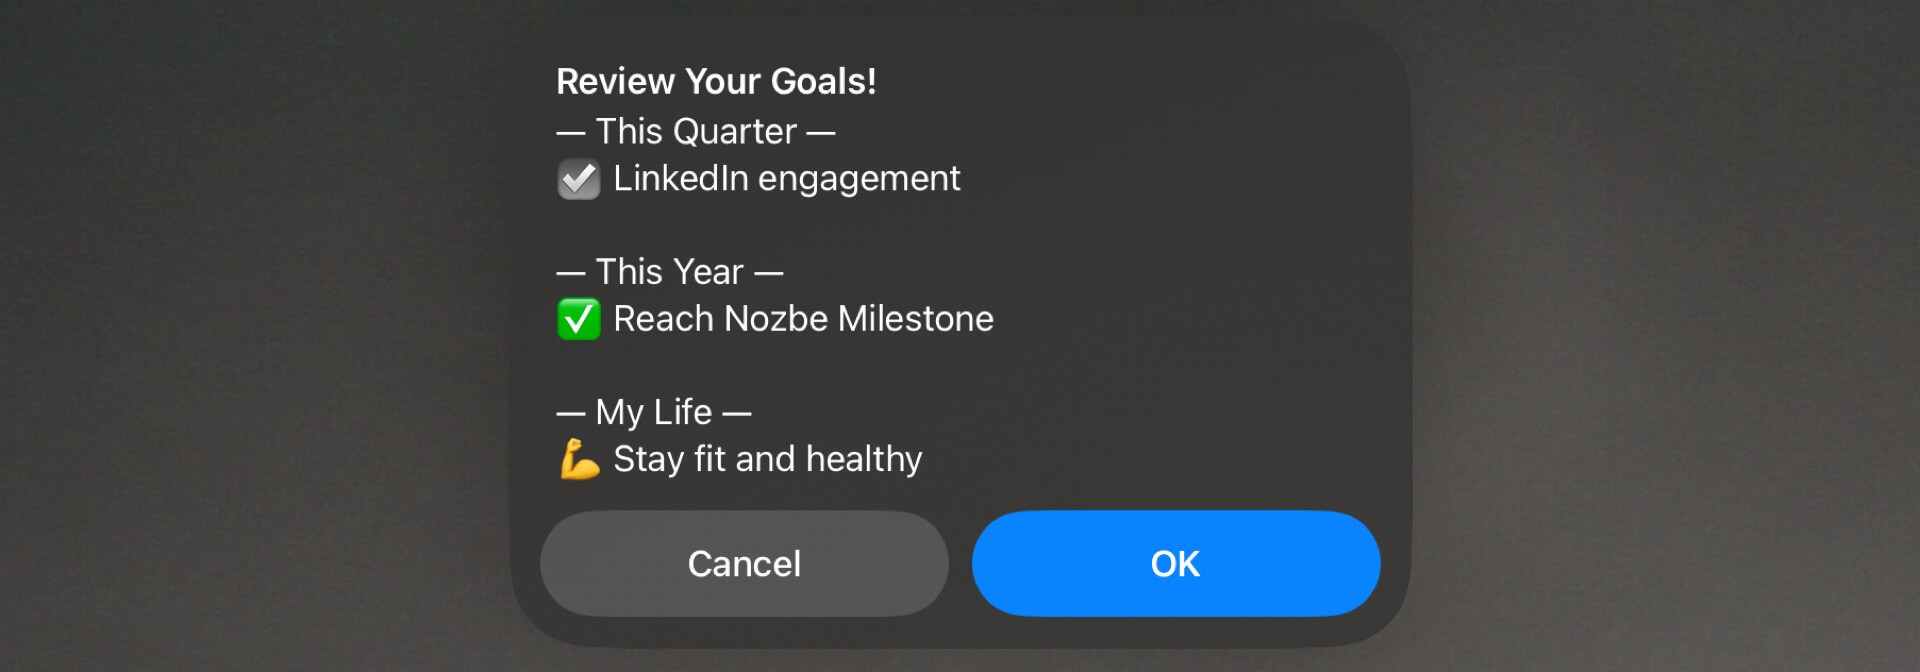 Review Your Goals!
— This Quarter —
☑️ LinkedIn engagement
— This Year —
✅ Reach Nozbe Milestone
— My Life —
💪 Stay fit and healthy
Cancel
OK